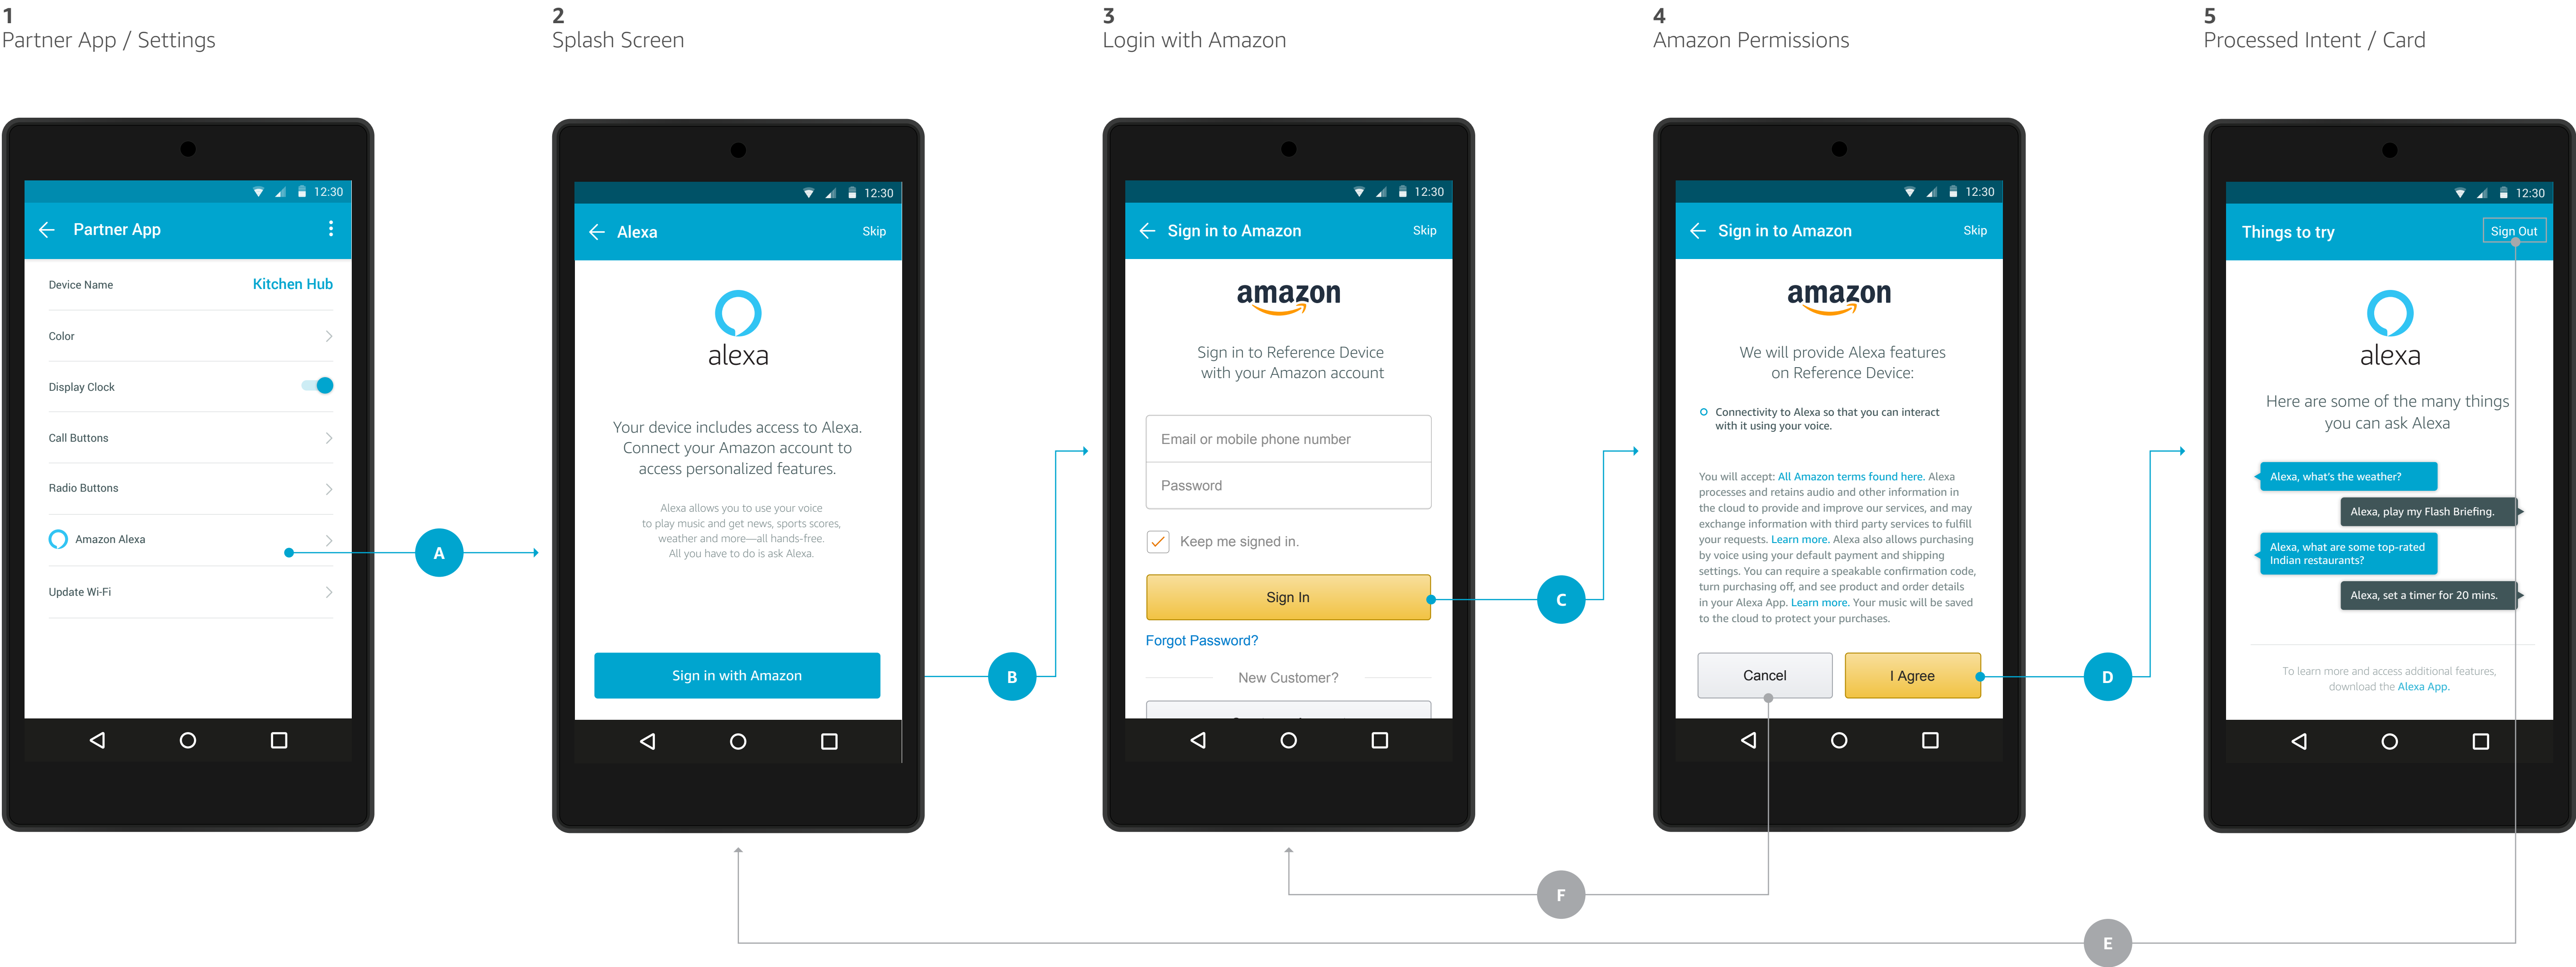 1
Partner App / Settings
2
Splash Screen
3
Login with Amazon
4
Amazon Permissions
5
Processed Intent / Card
12:30
Partner App
Device Name
Kitchen Hub
Color
Display Clock
Call Buttons
Radio Buttons
Amazon Alexa
Update Wi-Fi
A
12:30
Alexa
Skip
alexa
Your device includes access to Alexa.
Connect your Amazon account to
access personalized features.
Alexa allows you to use your voice
to play music and get news, sports scores,
weather and more—all hands-free.
All you have to do is ask Alexa.
Sign in with Amazon
B
12:30
Sign in to Amazon
Skip
amazon
Sign in to Reference Device
with your Amazon account
Email or mobile phone number
Password
Keep me signed in.
Sign In
Forgot Password?
New Customer?
C
12:30
Sign in to Amazon
Skip
amazon
We will provide Alexa features
on Reference Device:
Connectivity to Alexa so that you can interact
with it using your voice.
You will accept: All Amazon terms found here. Alexa
processes and retains audio and other information in
the cloud to provide and improve our services, and may
exchange information with third party services to fulfill
your requests. Learn more. Alexa also allows purchasing
by voice using your default payment and shipping
settings. You can require a speakable confirmation code,
turn purchasing off, and see product and order details
in your Alexa App. Learn more. Your music will be saved
to the cloud to protect your purchases.
Cancel
I Agree
D
12:30
Things to try
Sign Out
alexa
Here are some of the many things
you can ask Alexa
Alexa, what's the weather?
Alexa, play my Flash Briefing.
Alexa, what are some top-rated
Indian restaurants?
Alexa, set a timer for 20 mins.
To learn more and access additional features,
download the Alexa App.
F
E